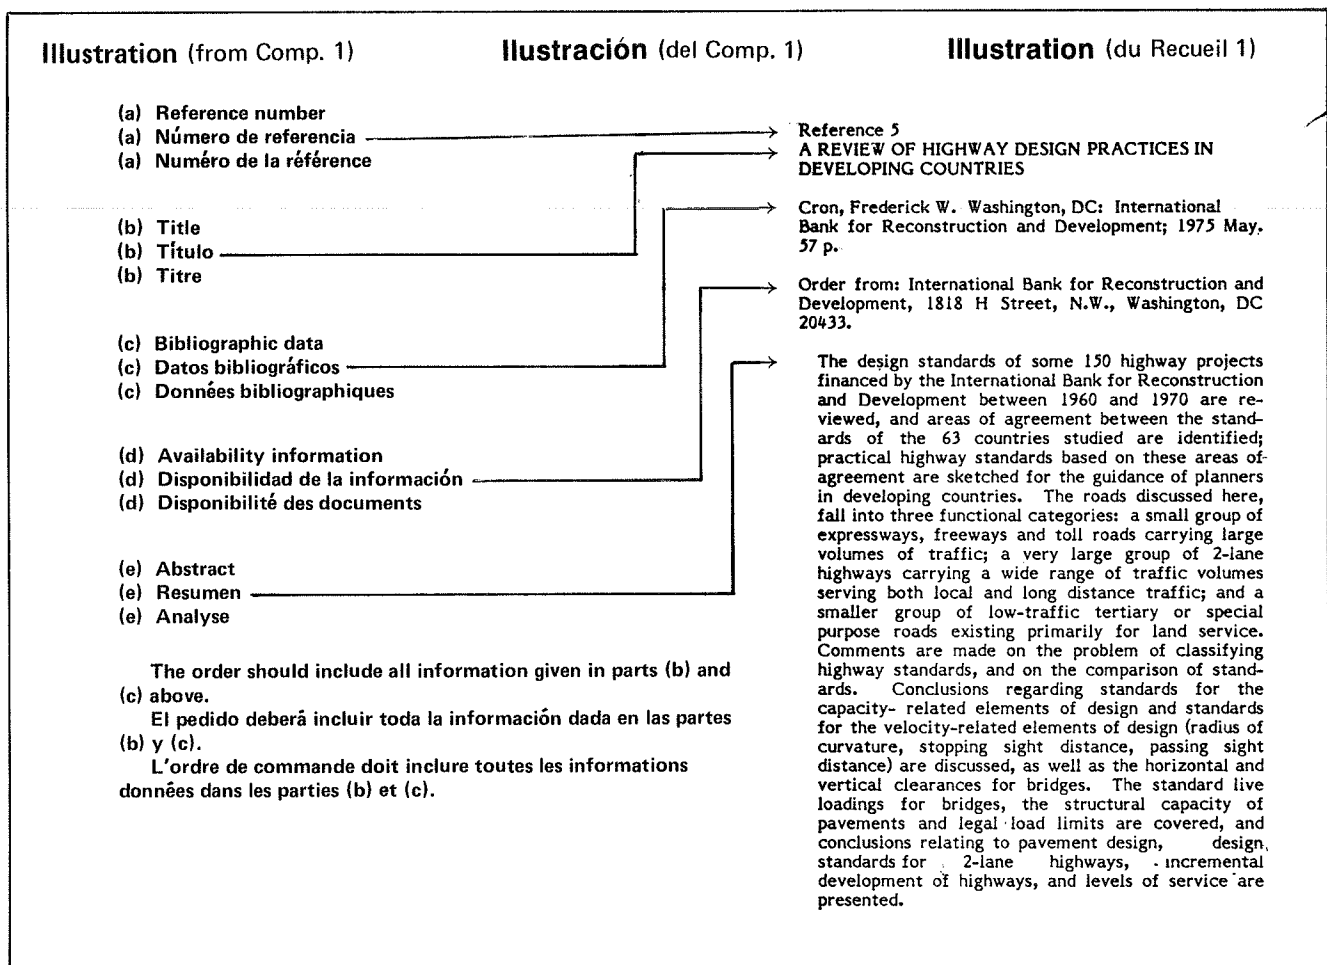 Illustration (from Comp. 1)
Ilustración (del Comp. 1)
Illustration (du Recueil 1)
(a) Reference number
(a) Número de referencia
(a) Numéro de la référence
(b) Title
(b) Título
(b) Titre
(c) Bibliographic data
(c) Datos bibliográficos
(c) Données bibliographiques
(d) Availability information
(d) Disponibilidad de la información
(d) Disponibilité des documents
(e) Abstract
(e) Resumen
(e) Analyse
The order should include all information given in parts (b) and
(c) above.
El pedido deberá incluir toda la información dada en las partes
(b) y (c).
L'ordre de commande doit inclure toutes les informations
données dans les parties (b) et (c).
Reference 5
A REVIEW OF HIGHWAY DESIGN PRACTICES IN
DEVELOPING COUNTRIES
Cron, Frederick W. Washington, DC: International
Bank for Reconstruction and Development; 1975 May.
57 p.
Order from: International Bank for Reconstruction and
Development, 1818 H Street, N.W., Washington, DC
20433.
The design standards of some 150 highway projects
financed by the International Bank for Reconstruction
and Development between 1960 and 1970 are re-
viewed, and areas of agreement between the stand-
ards of the 63 countries studied are identified;
practical highway standards based on these areas of
agreement are sketched for the guidance of planners
in developing countries. The roads discussed here,
fall into three functional categories: a small group of
expressways, freeways and toll roads carrying large
volumes of traffic; a very large group of 2-lane
highways carrying a wide range of traffic volumes
serving both local and long distance traffic; and a
smaller group of low-traffic tertiary or special
purpose roads existing primarily for land service.
Comments are made on the problem of classifying
highway standards, and on the comparison of stand-
ards. Conclusions regarding standards for the
capacity- related elements of design and standards
for the velocity-related elements of design (radius of
curvature, stopping sight distance, passing sight
distance) are discussed, as well as the horizontal and
vertical clearances for bridges. The standard live
loadings for bridges, the structural capacity of
pavements and legal load limits are covered, and
conclusions relating to pavement design, design
standards for 2-lane highways, incremental
development of highways, and levels of service are
presented.